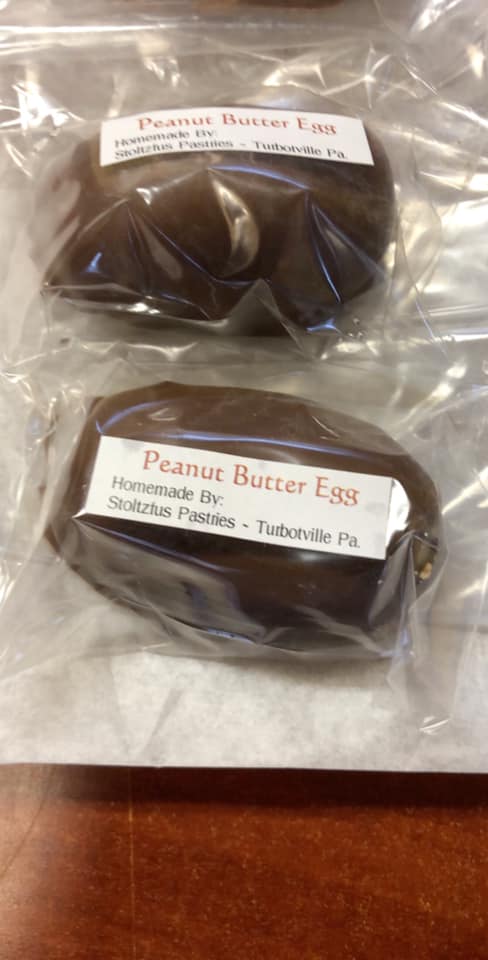 Peanut Butter Egg
Homemade By:
Stoltzfus Pastries - Turbotville Pa.
Peanut Butter Egg
Homemade By:
Stoltzfus Pastries - Turbotville Pa.